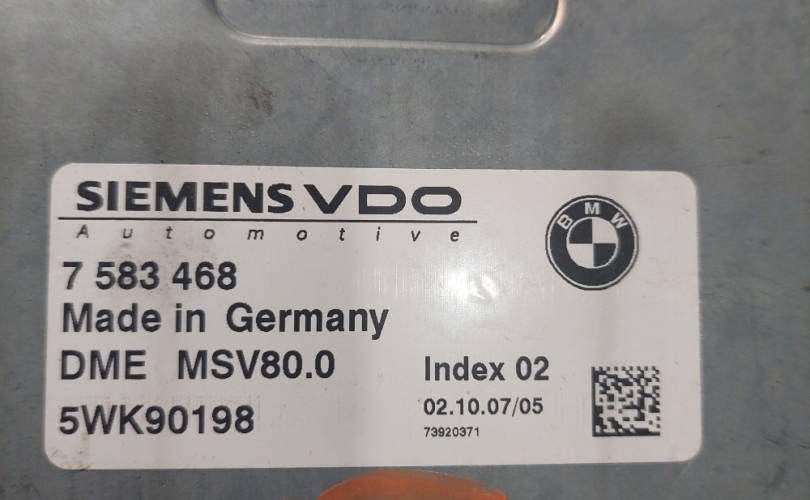 SIEMENS VDO
Automotive
BMW
7 583 468
Made in Germany
DME MSV80.0
Index 02
5WK90198
02.10.07/05
73920371